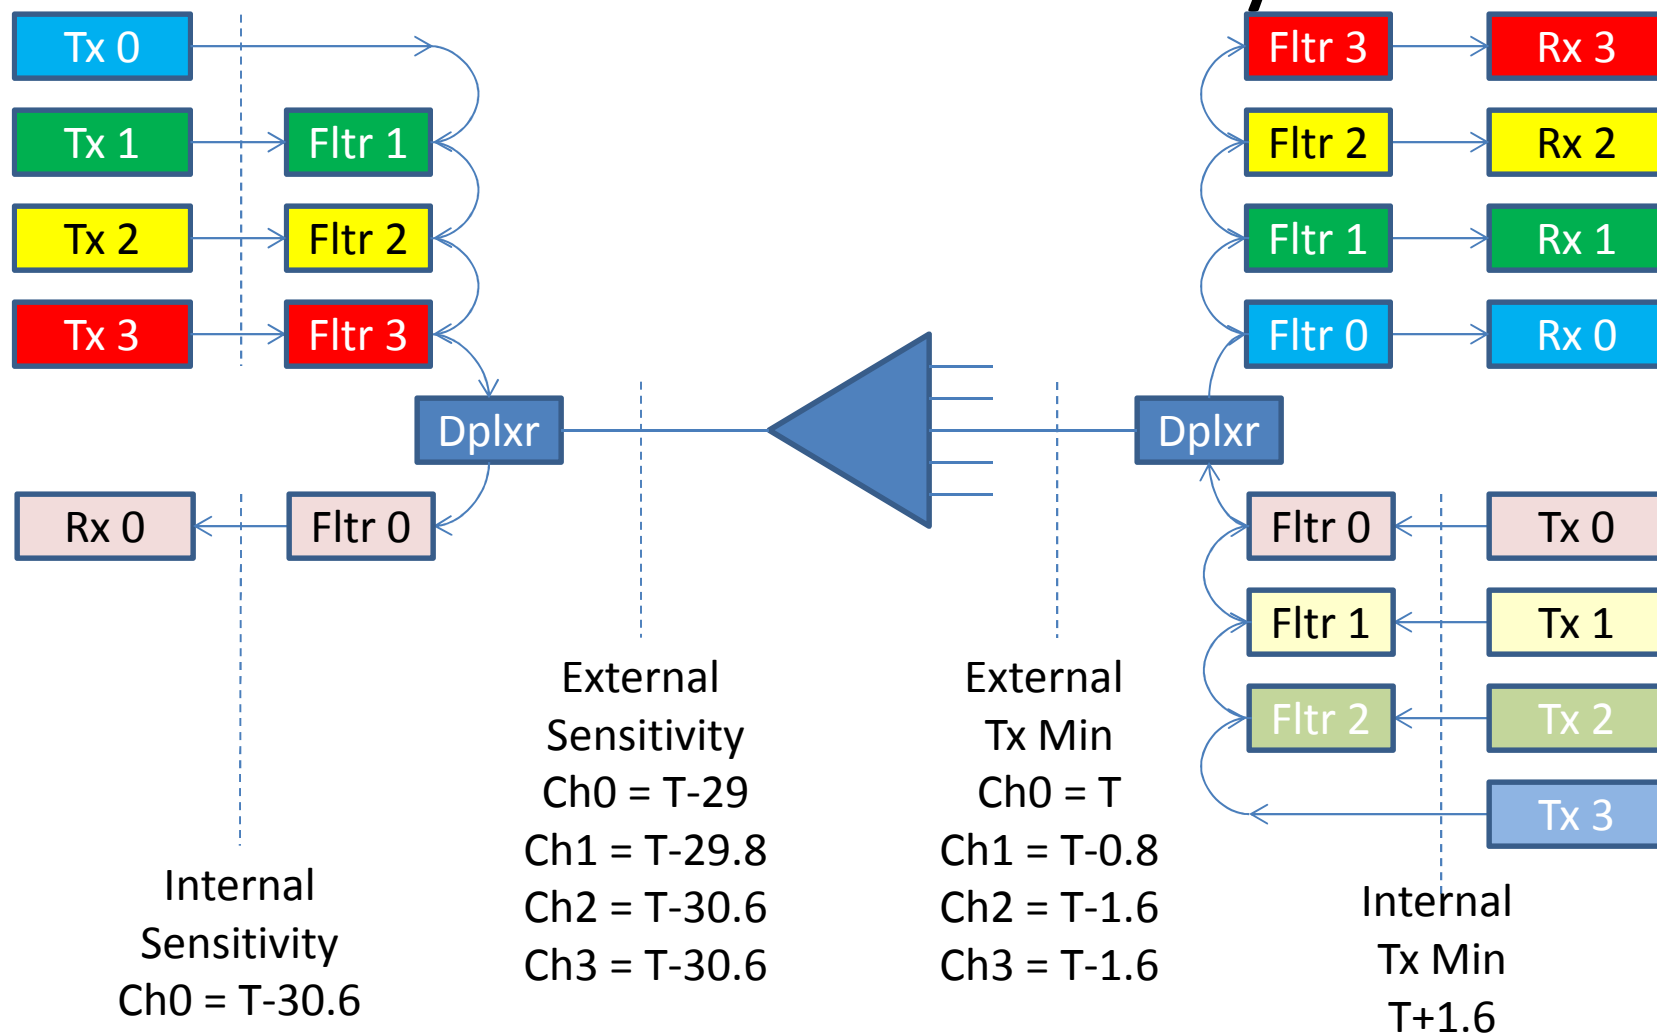 Tx 0
Tx 1
Fltr 1
Tx 2
Fltr 2
Tx 3
Fltr 3
Dplxr
Rx 0
Fltr 0
Internal
Sensitivity
Ch0 = T-30.6
External
Sensitivity
Ch0 = T-29
Ch1 = T-29.8
Ch2 = T-30.6
Ch3 = T-30.6
External
Tx Min
Ch0 = T
Ch1 = T-0.8
Ch2 = T-1.6
Ch3 = T-1.6
Fltr 3
Rx 3
Fltr 2
Rx 2
Fltr 1
Rx 1
Fltr 0
Rx 0
Dplxr
Fltr 0
Tx 0
Fltr 1
Tx 1
Fltr 2
Tx 2
Tx 3
Internal
Tx Min
T+1.6